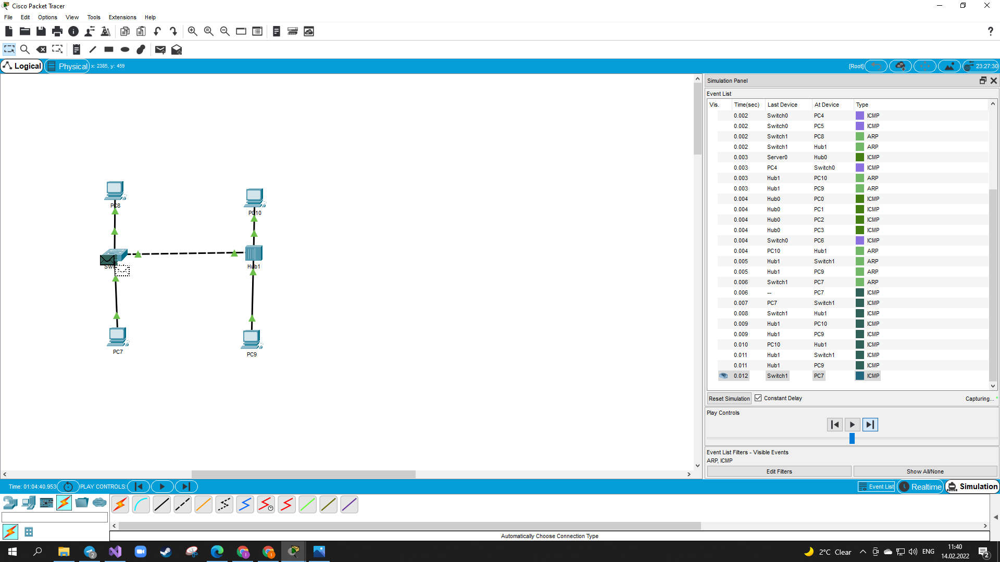 Cisco Packet Tracer
File Edit Options View Tools Extensions Help
Logical Physical x: 2385, y: 459 [Root] 23:27:30
Simulation Panel
Event List
Vis. Time(sec) Last Device At Device Type
0.002 Switch0 PC4 ICMP
0.002 Switch0 PC5 ICMP
0.002 Switch1 PC8 ARP
0.002 Switch1 Hub1 ARP
0.003 Server0 Hub0 ICMP
0.003 PC4 Switch0 ICMP
0.003 Hub1 PC10 ARP
0.003 Hub1 PC9 ARP
0.004 Hub0 PC0 ICMP
0.004 Hub0 PC1 ICMP
0.004 Hub0 PC2 ICMP
0.004 Hub0 PC3 ICMP
0.004 Switch0 PC6 ICMP
0.004 PC10 Hub1 ARP
0.005 Hub1 Switch1 ARP
0.005 Hub1 PC9 ARP
0.006 Switch1 PC7 ARP
0.006 -- PC7 ICMP
0.007 PC7 Switch1 ICMP
0.008 Switch1 Hub1 ICMP
0.009 Hub1 PC10 ICMP
0.009 Hub1 PC9 ICMP
0.010 PC10 Hub1 ICMP
0.011 Hub1 Switch1 ICMP
0.011 Hub1 PC9 ICMP
0.012 Switch1 PC7 ICMP
Reset Simulation Constant Delay Capturing... *
Play Controls
Event List Filters - Visible Events
ARP, ICMP
Edit Filters Show All/None
PC8
PC10
Hub1
PC7
PC9
Time: 01:04:40.953 PLAY CONTROLS: Event List Realtime Simulation
Automatically Choose Connection Type
2°C Clear ENG 11:40
14.02.2022
2
2